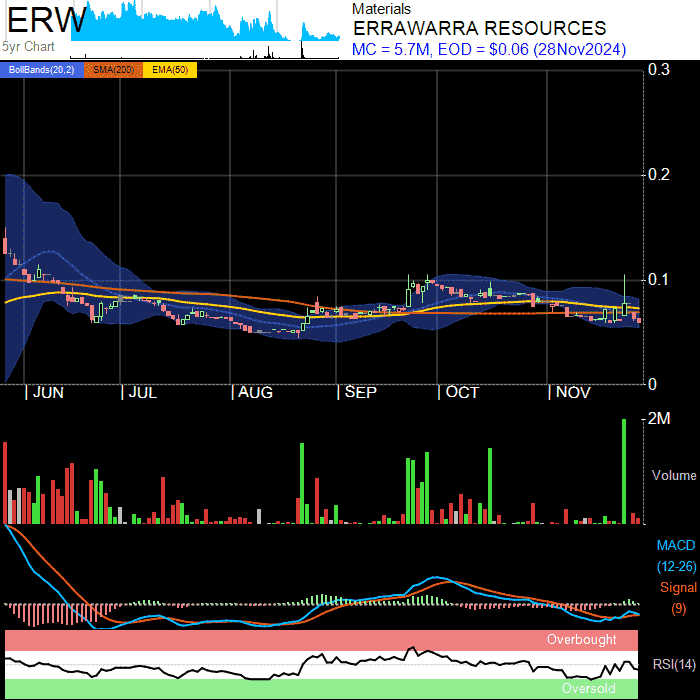 ERW
5yr Chart
Materials
ERRAWARRA RESOURCES
MC = 5.7M, EOD = $0.06 (28Nov2024)
BollBands(20,2) SMA(200) EMA(50)
0.3
0.2
0.1
0
JUN JUL AUG SEP OCT NOV
2M
Volume
MACD
(12-26)
Signal
(9)
Overbought
RSI(14)
Oversold